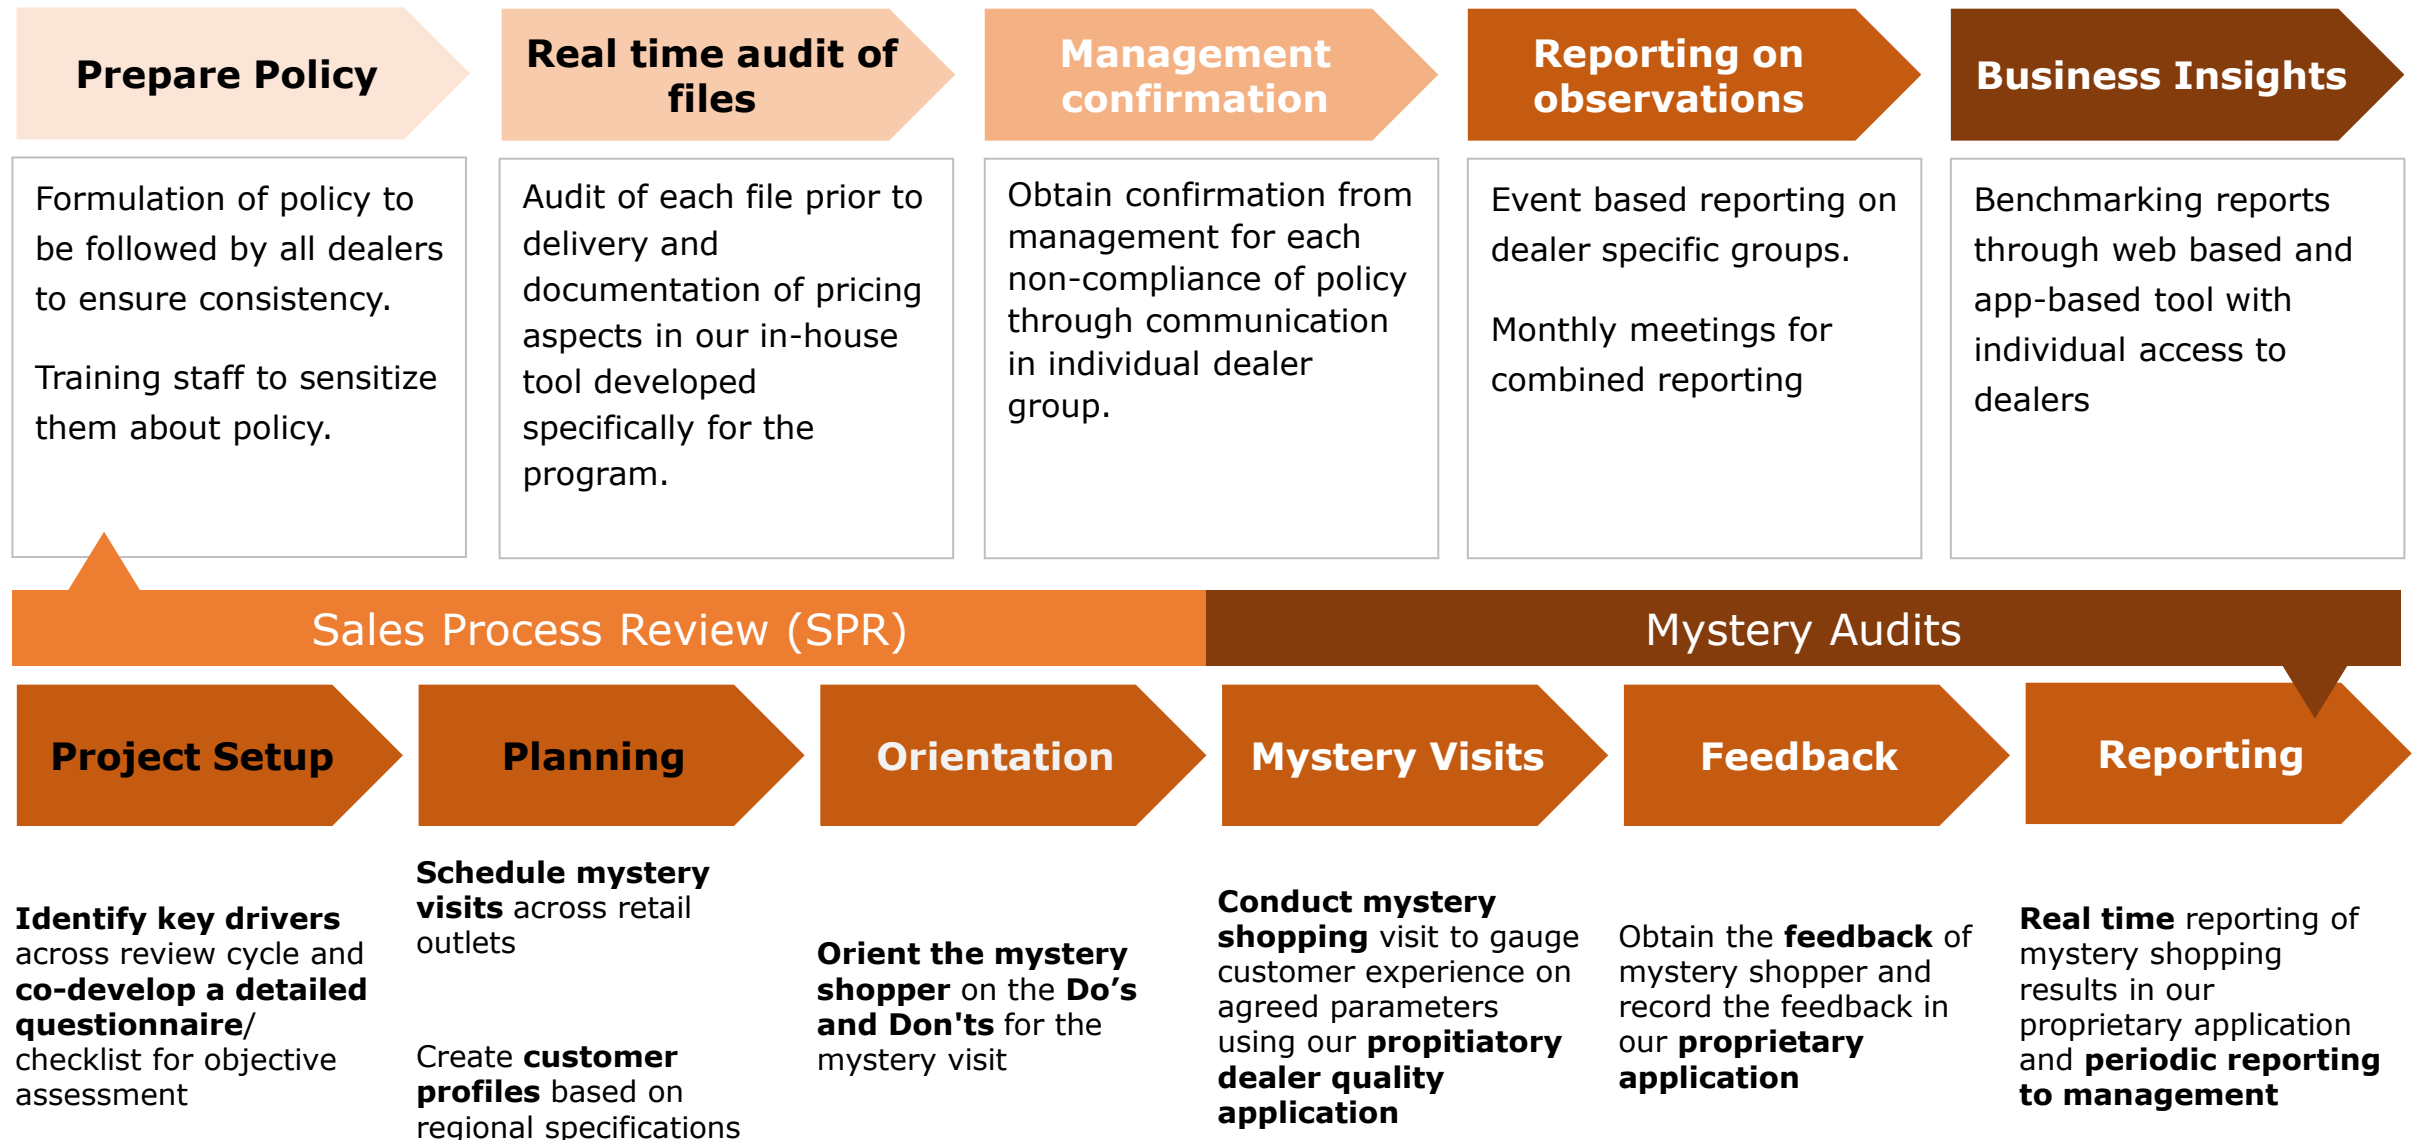 Prepare Policy
Real time audit of
files
Management
confirmation
Reporting on
observations
Business Insights
Formulation of policy to
be followed by all dealers
to ensure consistency.
Training staff to sensitize
them about policy.
Audit of each file prior to
delivery and
documentation of pricing
aspects in our in-house
tool developed
specifically for the
program.
Obtain confirmation from
management for each
non-compliance of policy
through communication
in individual dealer
group.
Event based reporting on
dealer specific groups.
Monthly meetings for
combined reporting
Benchmarking reports
through web based and
app-based tool with
individual access to
dealers
Sales Process Review (SPR)
Mystery Audits
Project Setup
Planning
Orientation
Mystery Visits
Feedback
Reporting
Identify key drivers
across review cycle and
co-develop a detailed
questionnaire/
checklist for objective
assessment
Schedule mystery
visits across retail
outlets
Create customer
profiles based on
regional specifications
Orient the mystery
shopper on the Do’s
and Don'ts for the
mystery visit
Conduct mystery
shopping visit to gauge
customer experience on
agreed parameters
using our propitiatory
dealer quality
application
Obtain the feedback of
mystery shopper and
record the feedback in
our proprietary
application
Real time reporting of
mystery shopping
results in our
proprietary application
and periodic reporting
to management